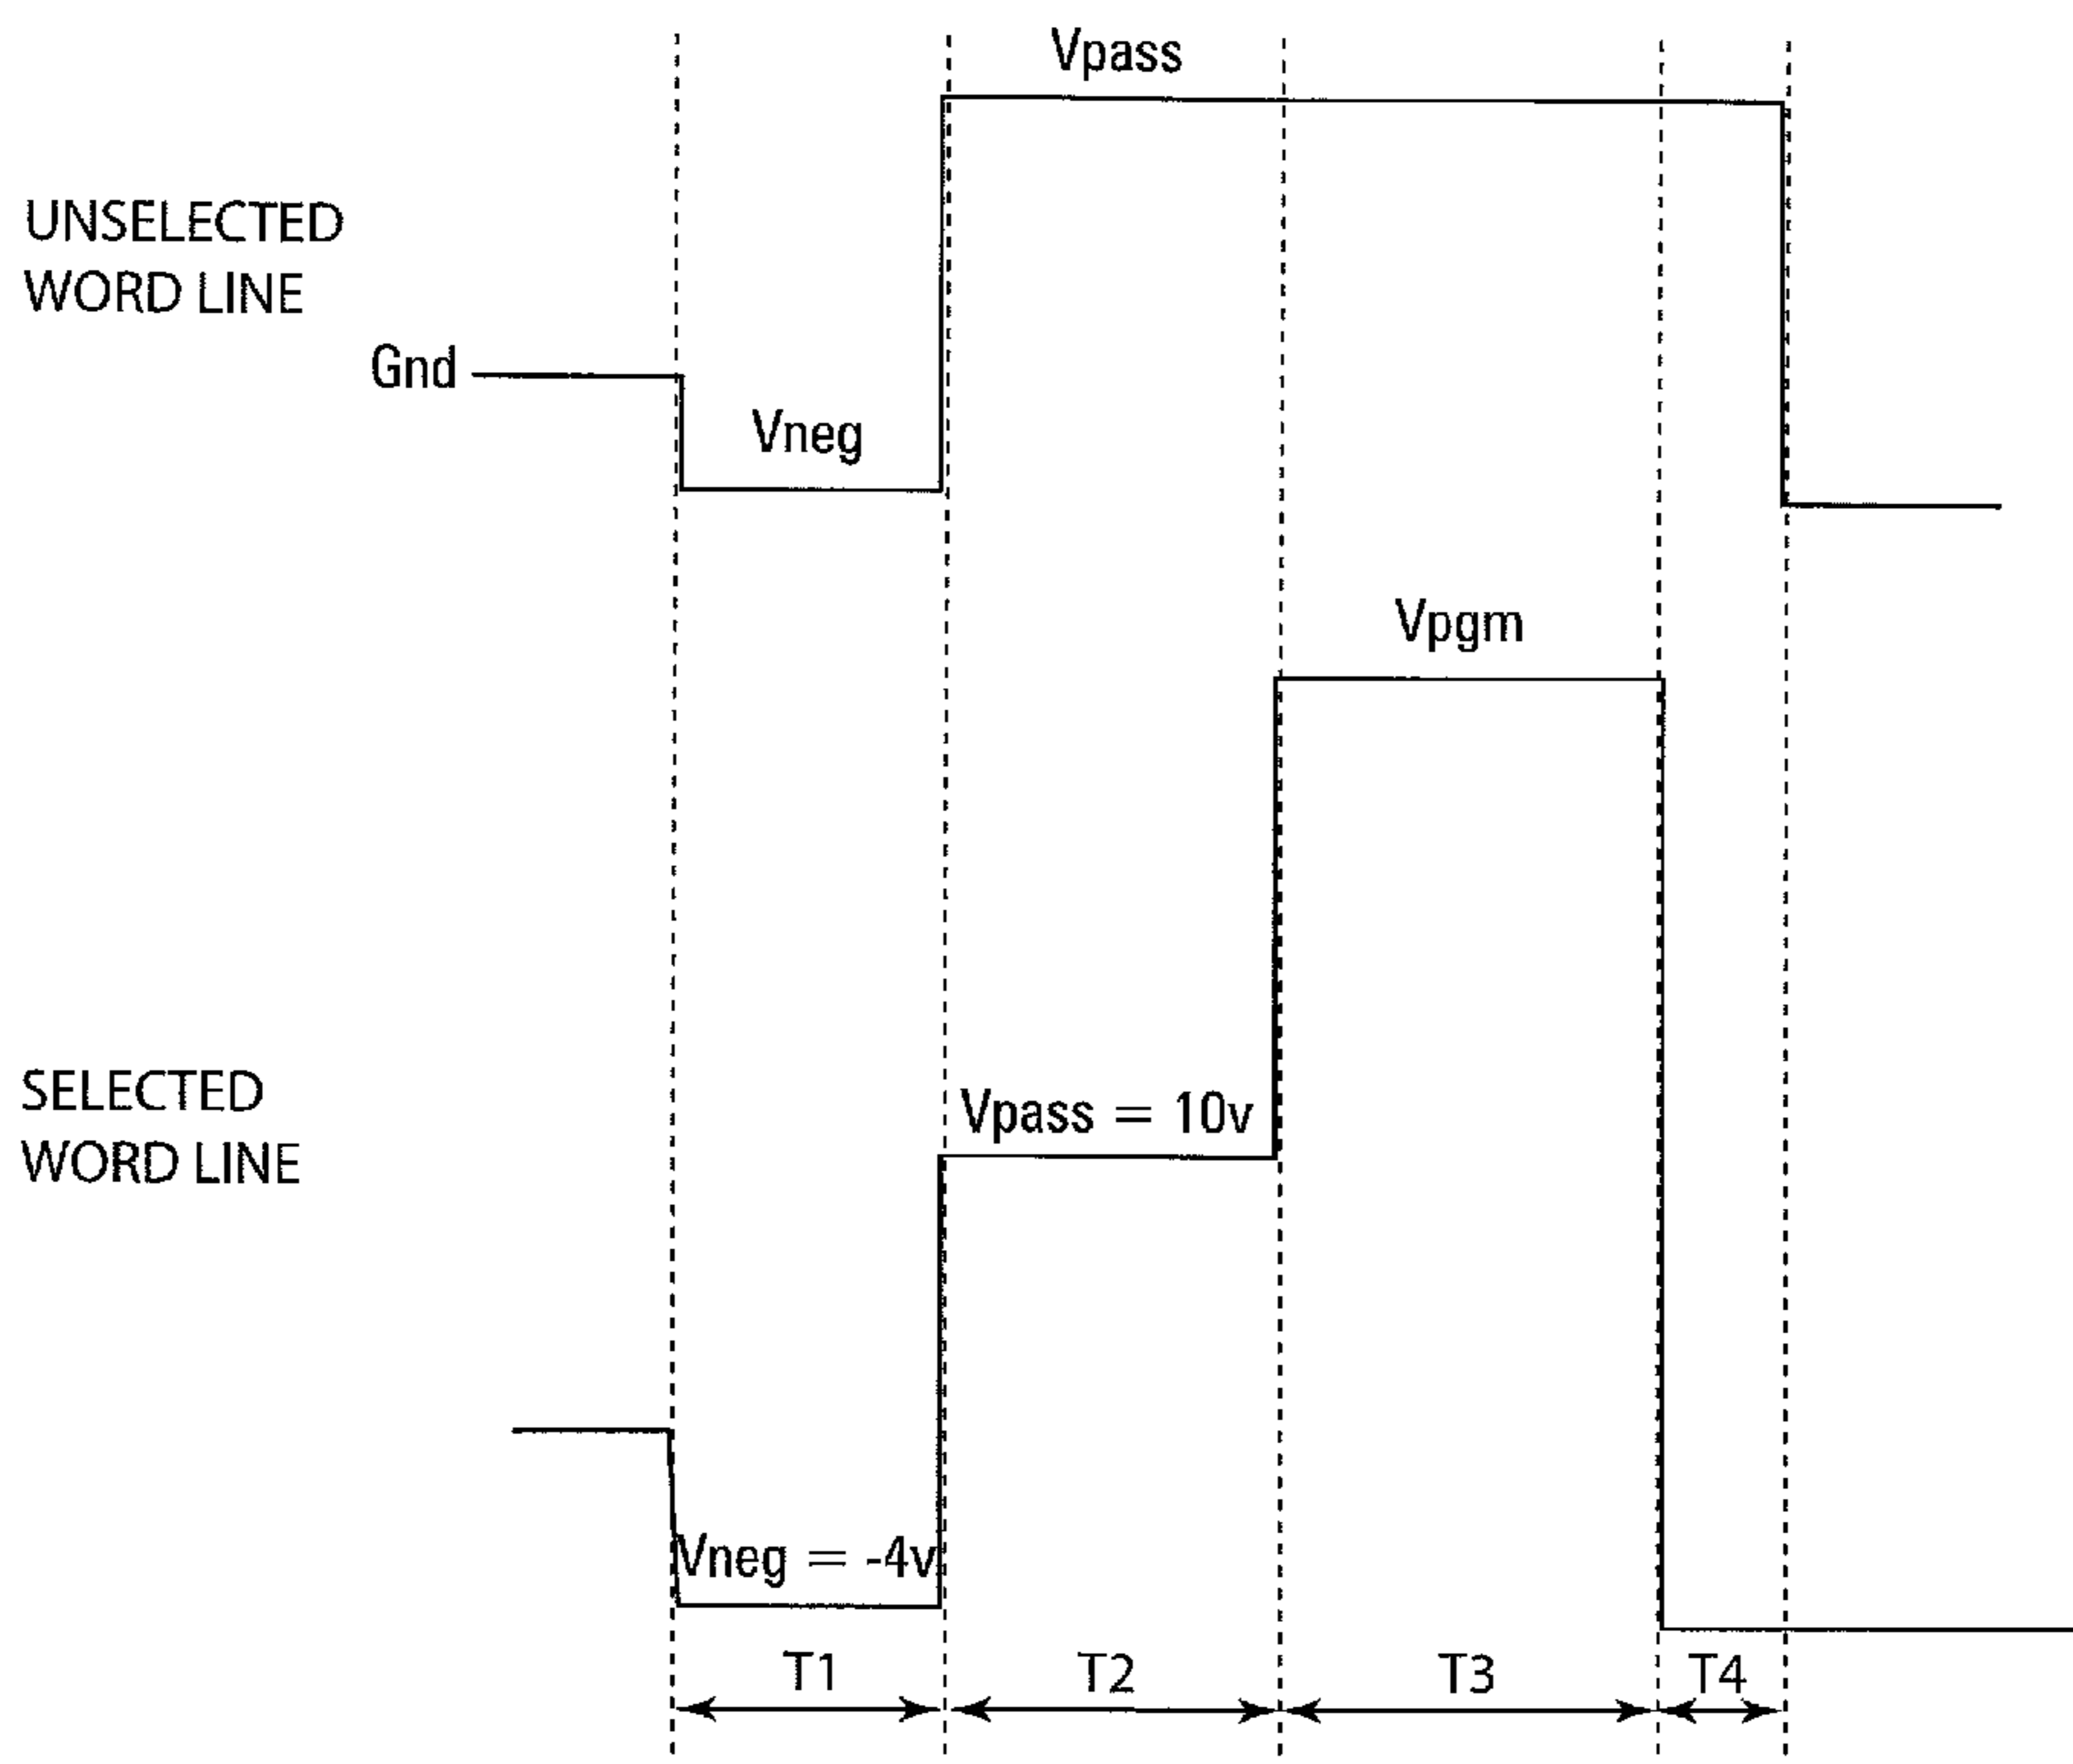 Vpass
UNSELECTED
WORD LINE
Gnd
Vneg
Vpgm
SELECTED
WORD LINE
Vpass = 10v
Vneg = -4v
T1
T2
T3
T4